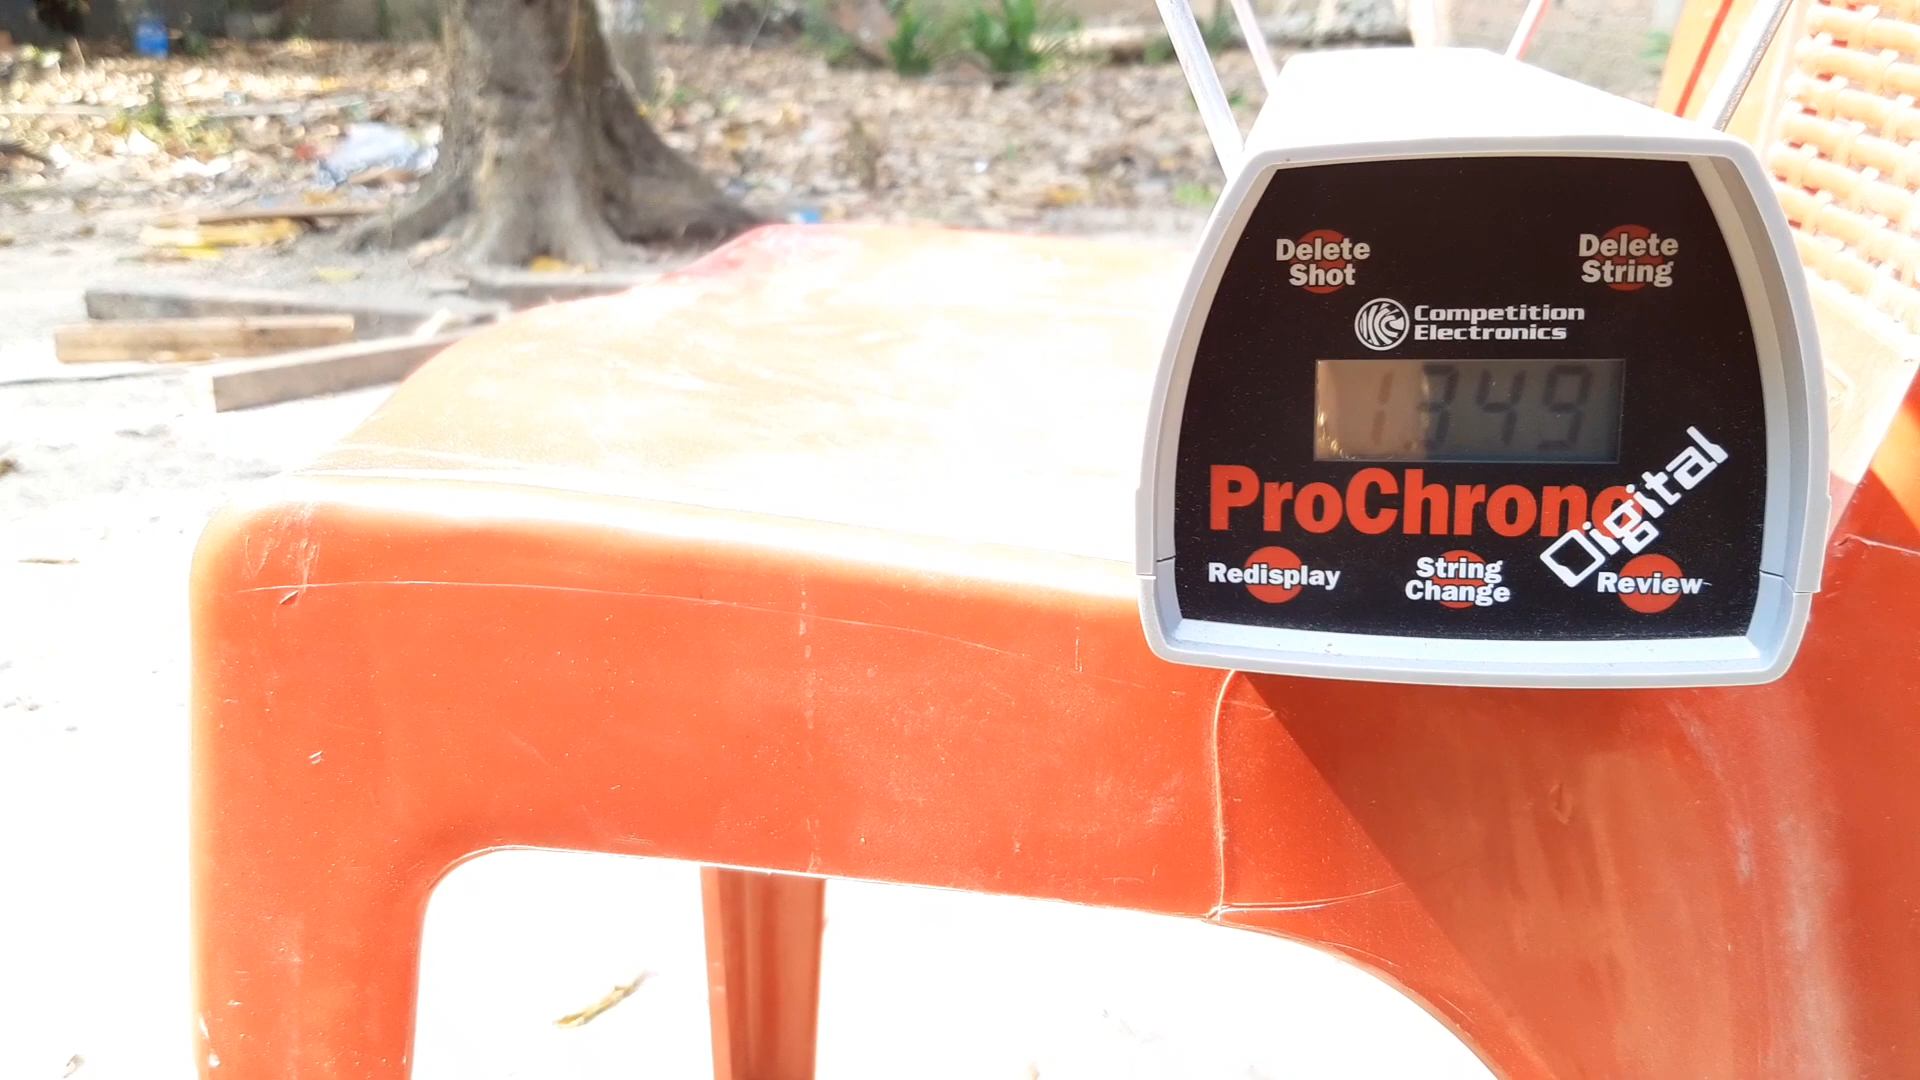 Delete
Shot
Delete
String
Competition
Electronics
1349
ProChrono
Digital
Redisplay
String
Change
Review